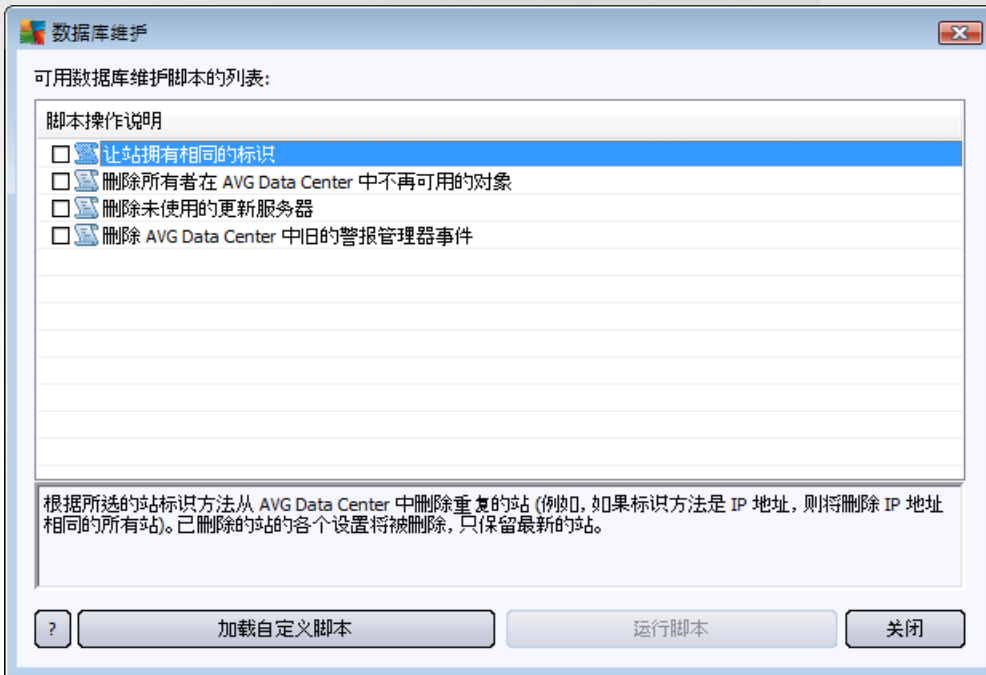 数据库维护
可用数据库维护脚本的列表:
脚本操作说明
让站拥有相同的标识
删除所有者在 AVG Data Center 中不再可用的对象
删除未使用的更新服务器
删除 AVG Data Center 中旧的警报管理器事件
根据所选的站标识方法从 AVG Data Center 中删除重复的站 (例如, 如果标识方法是 IP 地址, 则将删除 IP 地址
相同的所有站)。已删除的站的各个设置将被删除, 只保留最新的站。
? 加载自定义脚本 运行脚本 关闭